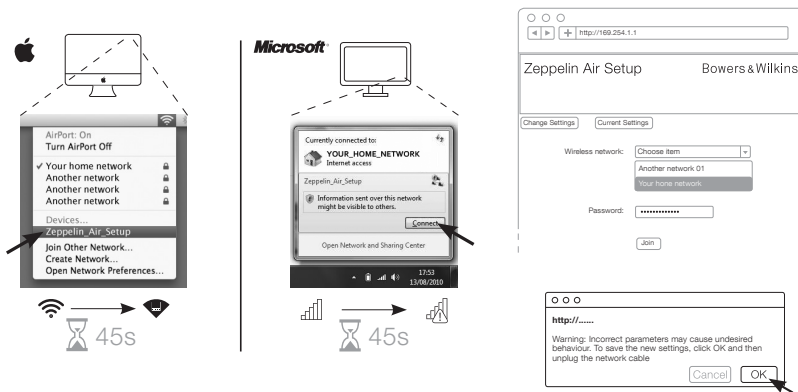 AirPort: On
Turn AirPort Off
Your home network
Another network
Another network
Another network
Devices...
Zeppelin_Air_Setup
Join Other Network...
Create Network...
Open Network Preferences...
45s
Microsoft
Currently connected to:
YOUR_HOME_NETWORK
Internet access
Zeppelin_Air_Setup
Information sent over this network
might be visible to others.
Connect
Open Network and Sharing Center
17:53
13/08/2010
45s
http://169.254.1.1
Zeppelin Air Setup Bowers & Wilkins
Change Settings Current Settings
Wireless network: Choose item
Another network 01
Your hone network
Password: •••••••••••••
Join
http://......
Warning: Incorrect parameters may cause undesired
behaviour. To save the new settings, click OK and then
unplug the network cable
Cancel OK